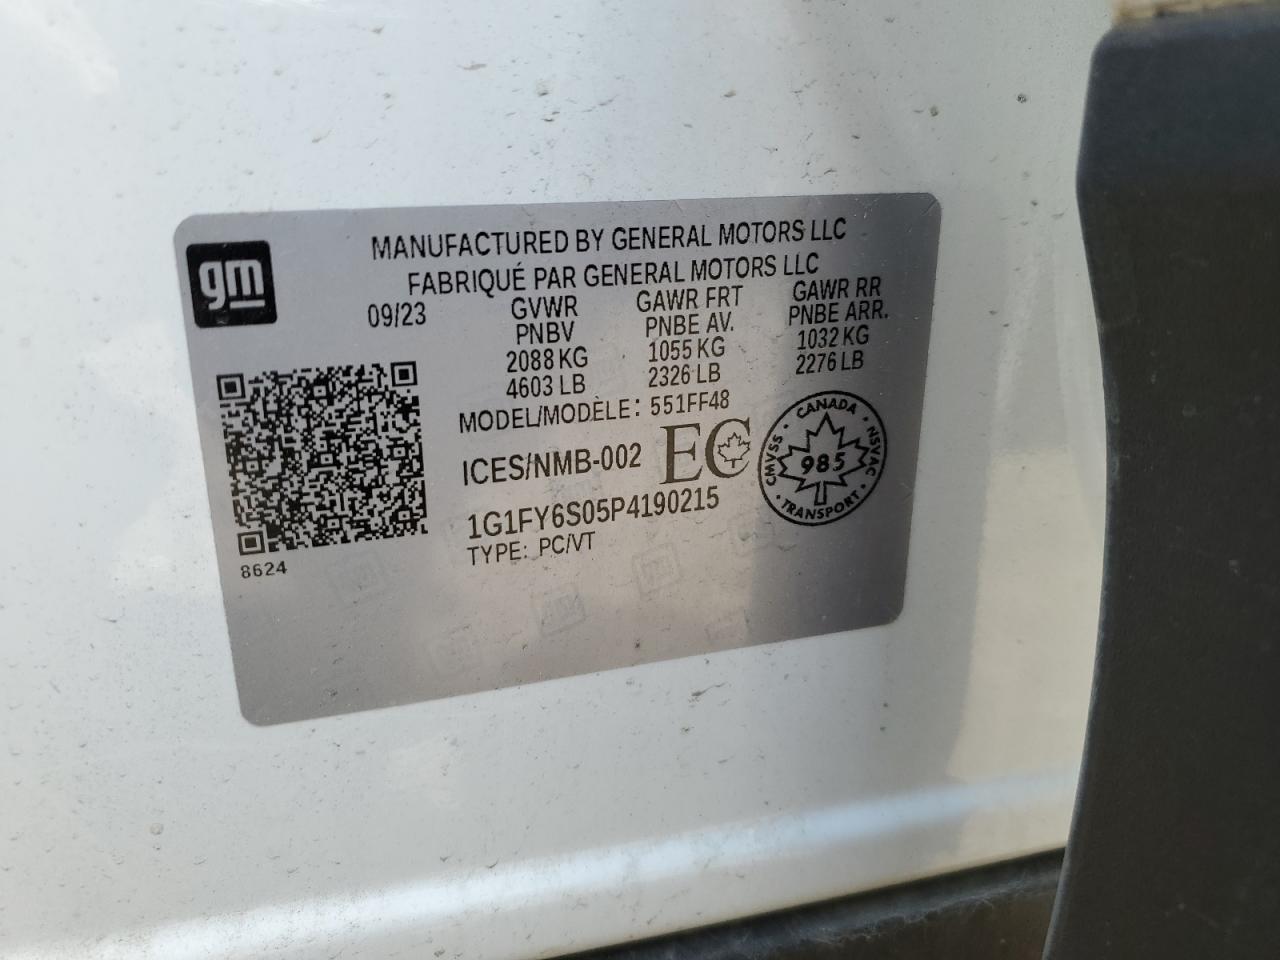 gm
MANUFACTURED BY GENERAL MOTORS LLC
FABRIQUÉ PAR GENERAL MOTORS LLC
09/23 GVWR GAWR FRT GAWR RR
PNBV PNBE AV. PNBE ARR.
2088 KG 1055 KG 1032 KG
4603 LB 2326 LB 2276 LB
MODEL/MODÈLE: 551FF48
ICES/NMB-002 EC
CANADA
CMVSS 985 NSVAC
TRANSPORT
1G1FY6S05P4190215
TYPE: PC/VT
8624